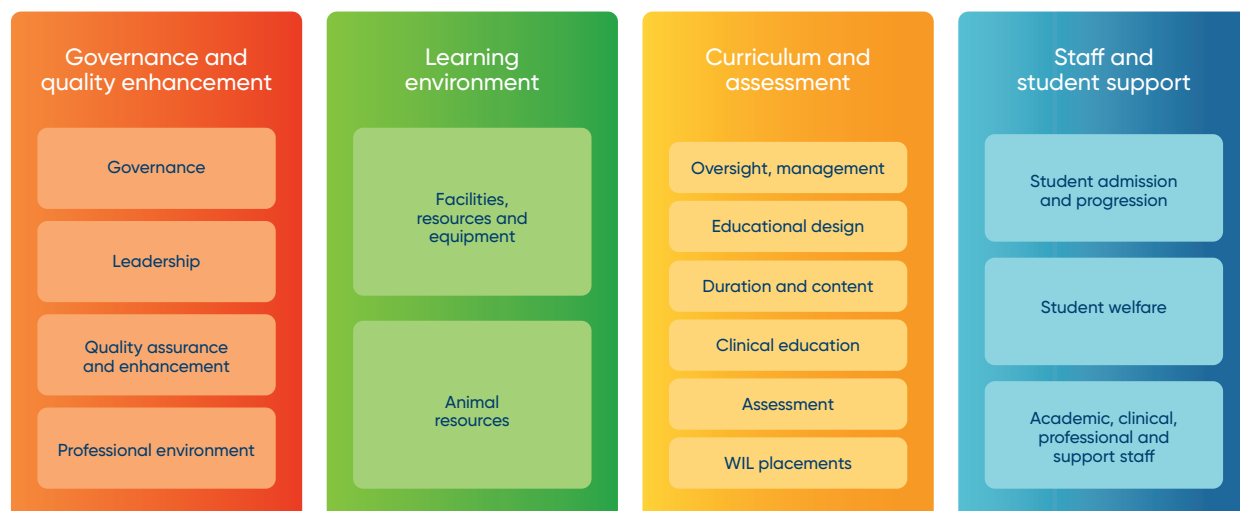 Governance and
quality enhancement
Governance
Leadership
Quality assurance
and enhancement
Professional environment
Learning
environment
Facilities,
resources and
equipment
Animal
resources
Curriculum and
assessment
Oversight, management
Educational design
Duration and content
Clinical education
Assessment
WIL placements
Staff and
student support
Student admission
and progression
Student welfare
Academic, clinical,
professional and
support staff